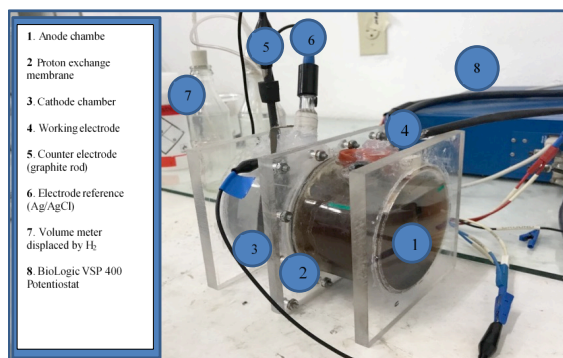 1. Anode chambe
2 Proton exchange
membrane
3. Cathode chamber
4. Working electrode
5. Counter electrode
(graphite rod)
6. Electrode reference
(Ag/AgCl)
7. Volume meter
displaced by H2
8. BioLogic VSP 400
Potentiostat
5
6
7
8
4
3
2
1